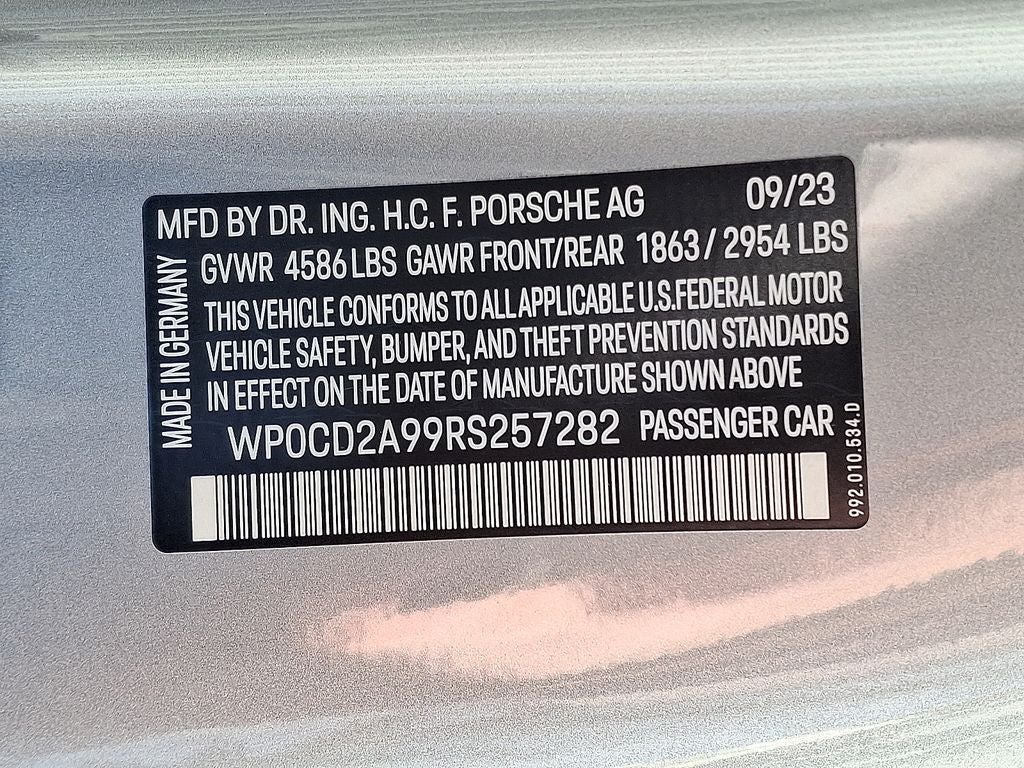 MFD BY DR. ING. H.C. F. PORSCHE AG 09/23
GVWR 4586 LBS GAWR FRONT/REAR 1863 / 2954 LBS
THIS VEHICLE CONFORMS TO ALL APPLICABLE U.S. FEDERAL MOTOR
VEHICLE SAFETY, BUMPER, AND THEFT PREVENTION STANDARDS
IN EFFECT ON THE DATE OF MANUFACTURE SHOWN ABOVE
WP0CD2A99RS257282 PASSENGER CAR
MADE IN GERMANY
992.010.534.D